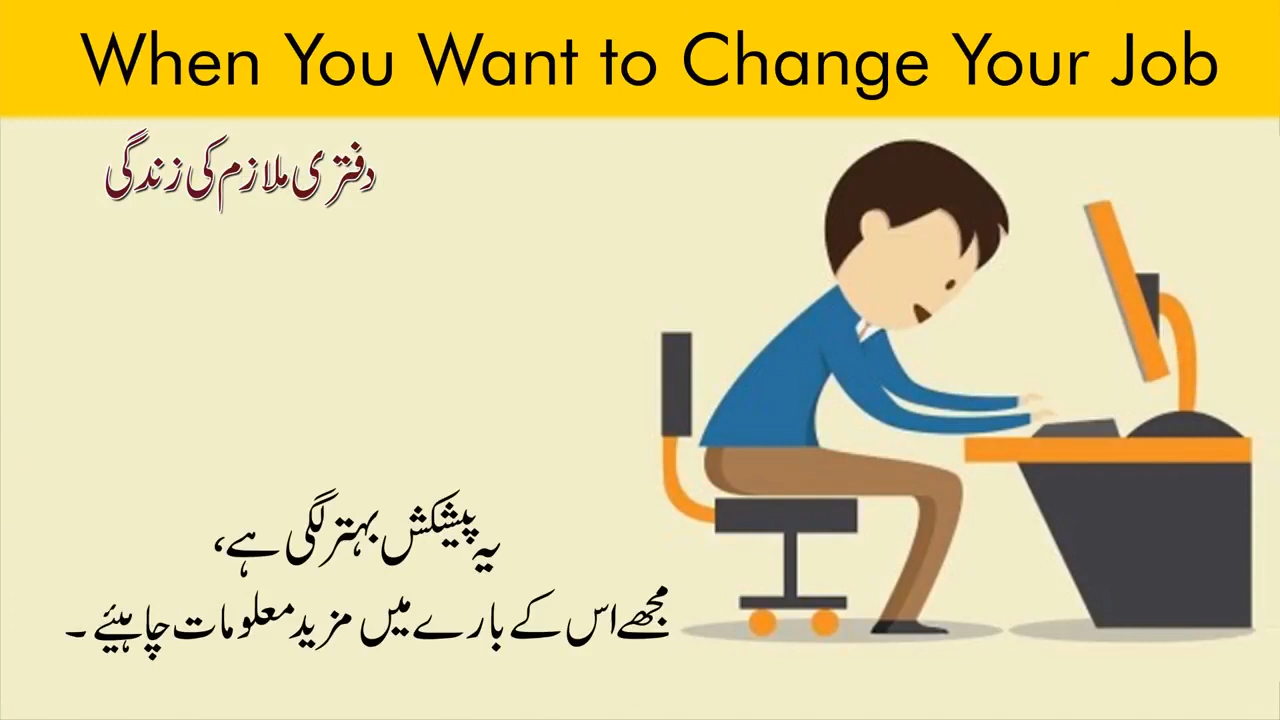 When You Want to Change Your Job
دفتری ملازم کی زندگی
یہ پیشکش بہتر لگی ہے،
مجھے اس کے بارے میں مزید معلومات چاہیئے ۔